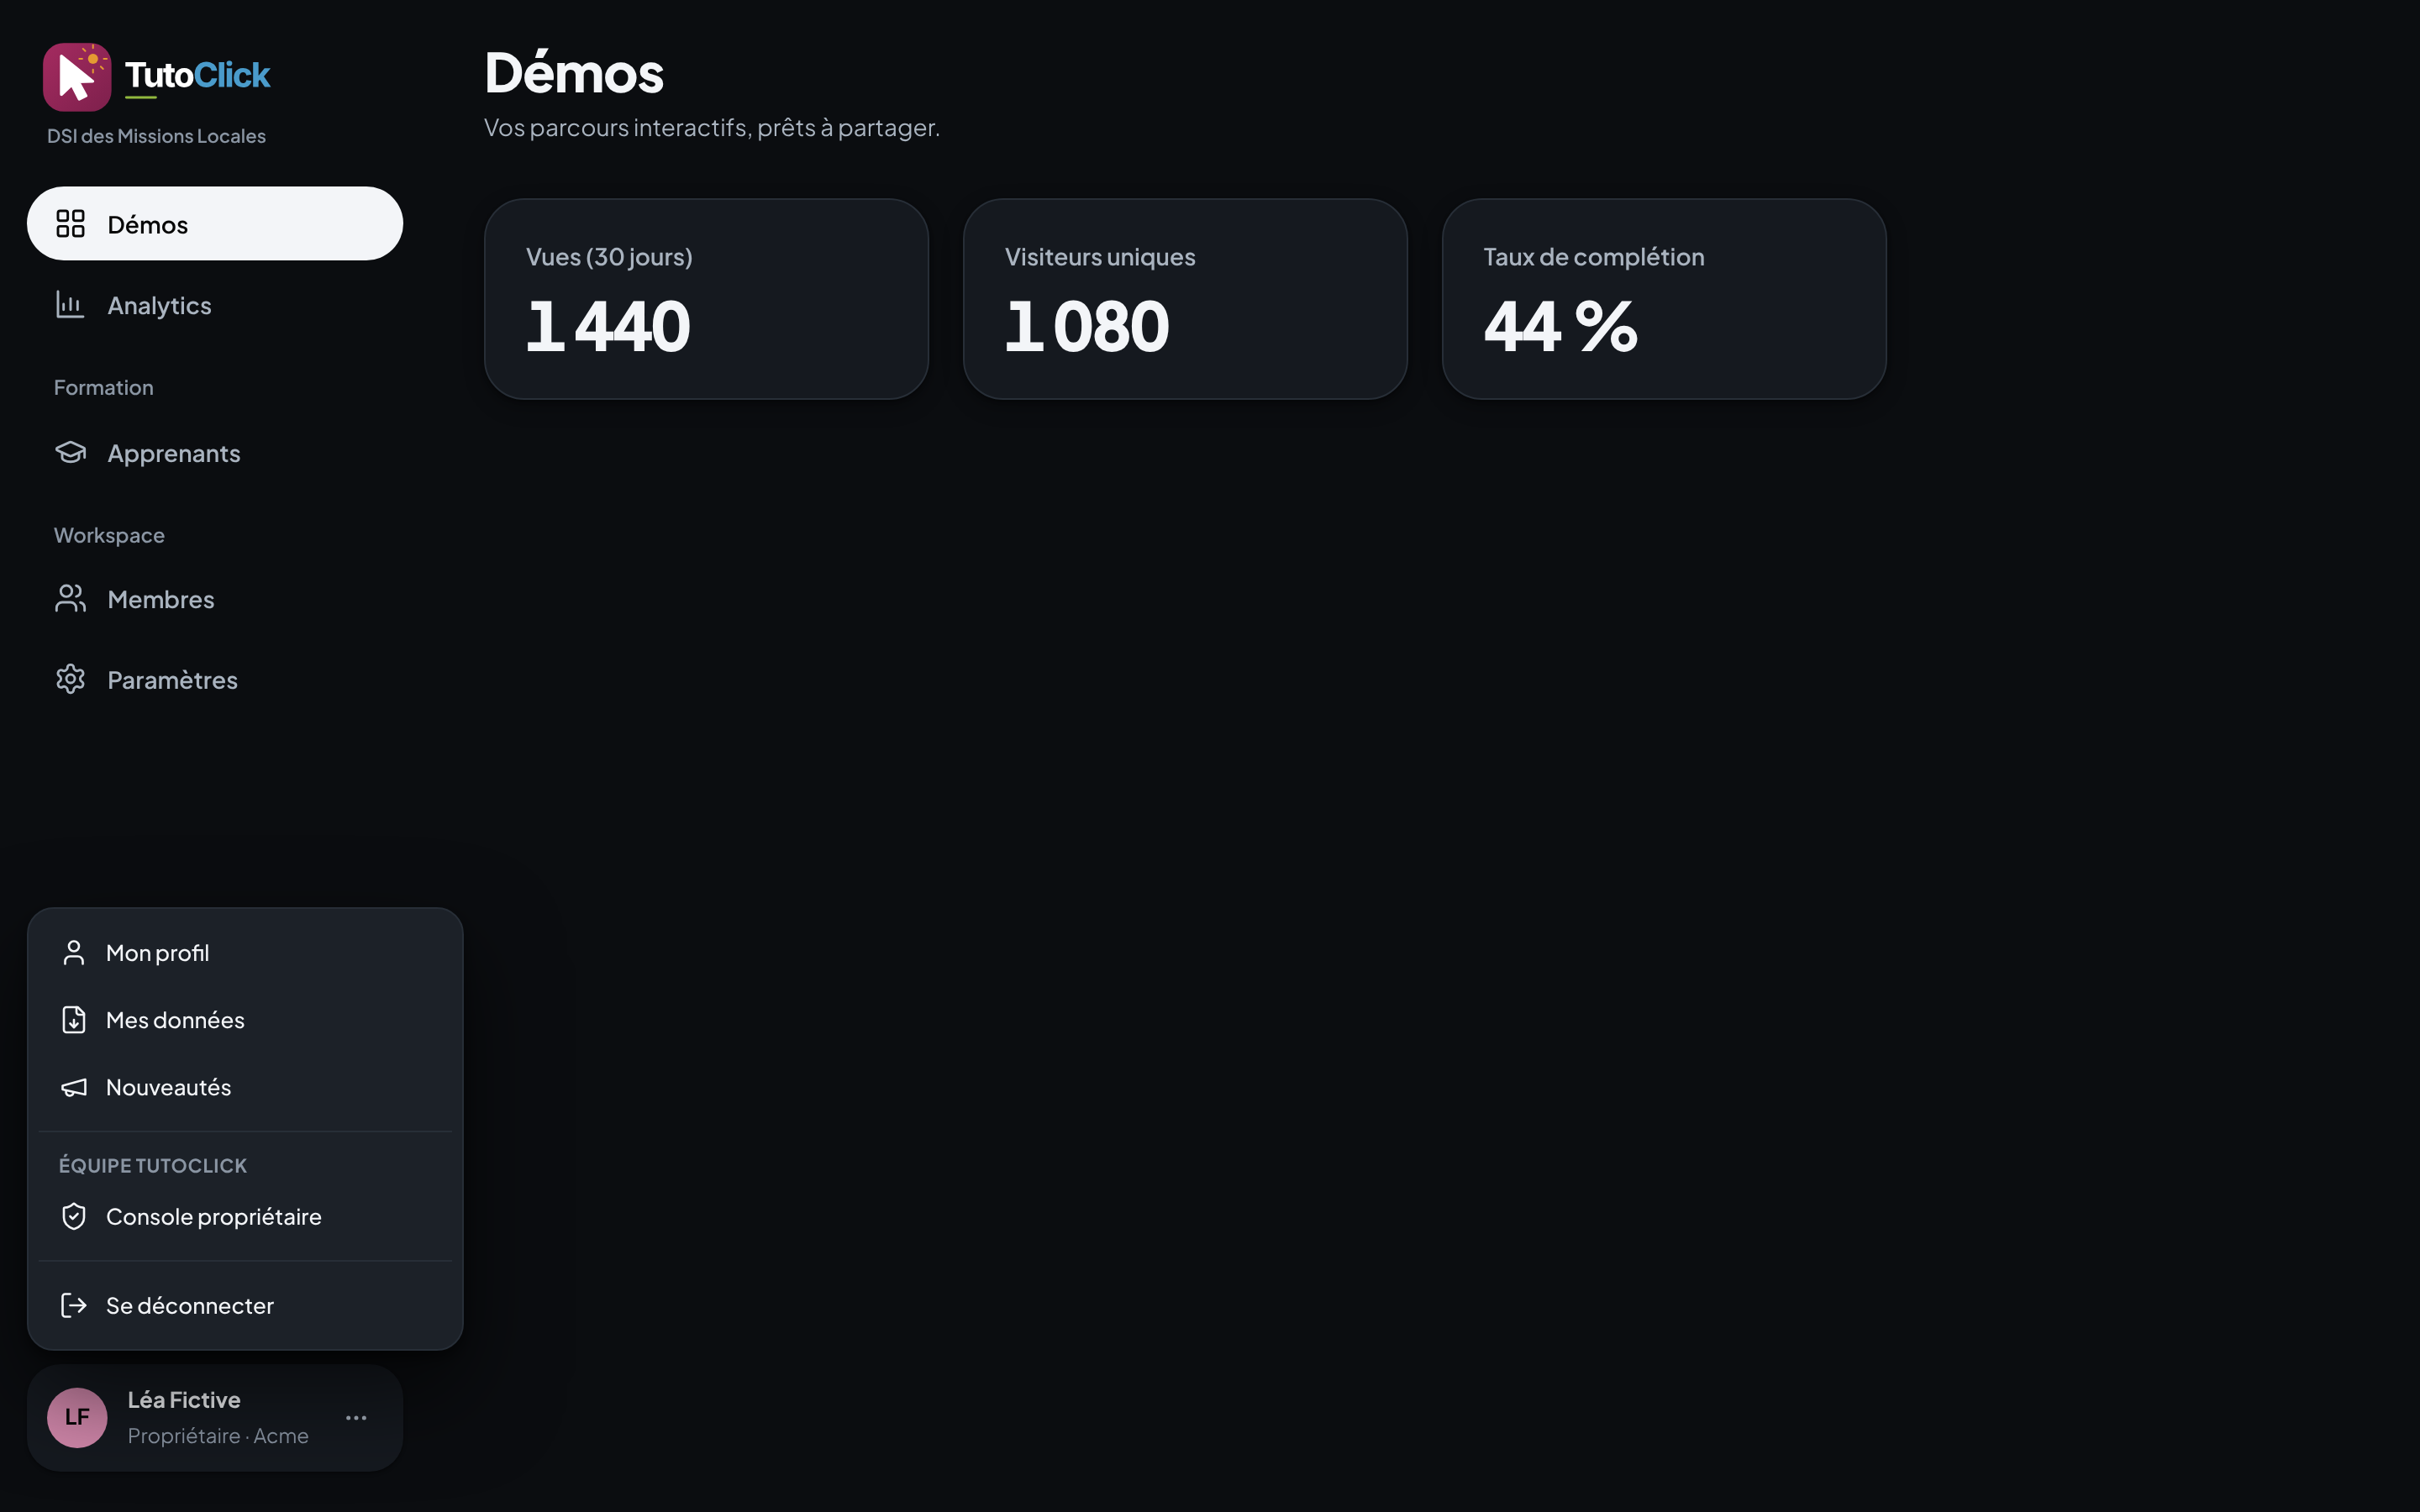 TutoClick
DSI des Missions Locales
Démos
Analytics
Formation
Apprenants
Workspace
Membres
Paramètres
Mon profil
Mes données
Nouveautés
ÉQUIPE TUTOCLICK
Console propriétaire
Se déconnecter
LF
Léa Fictive
Propriétaire · Acme
Démos
Vos parcours interactifs, prêts à partager.
Vues (30 jours)
1 440
Visiteurs uniques
1 080
Taux de complétion
44 %